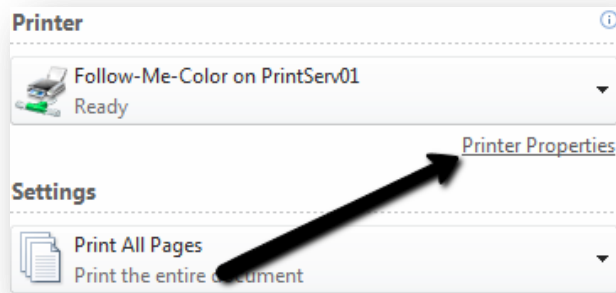 Printer
Follow-Me-Color on PrintServ01
Ready
Printer Properties
Settings
Print All Pages
Print the entire document